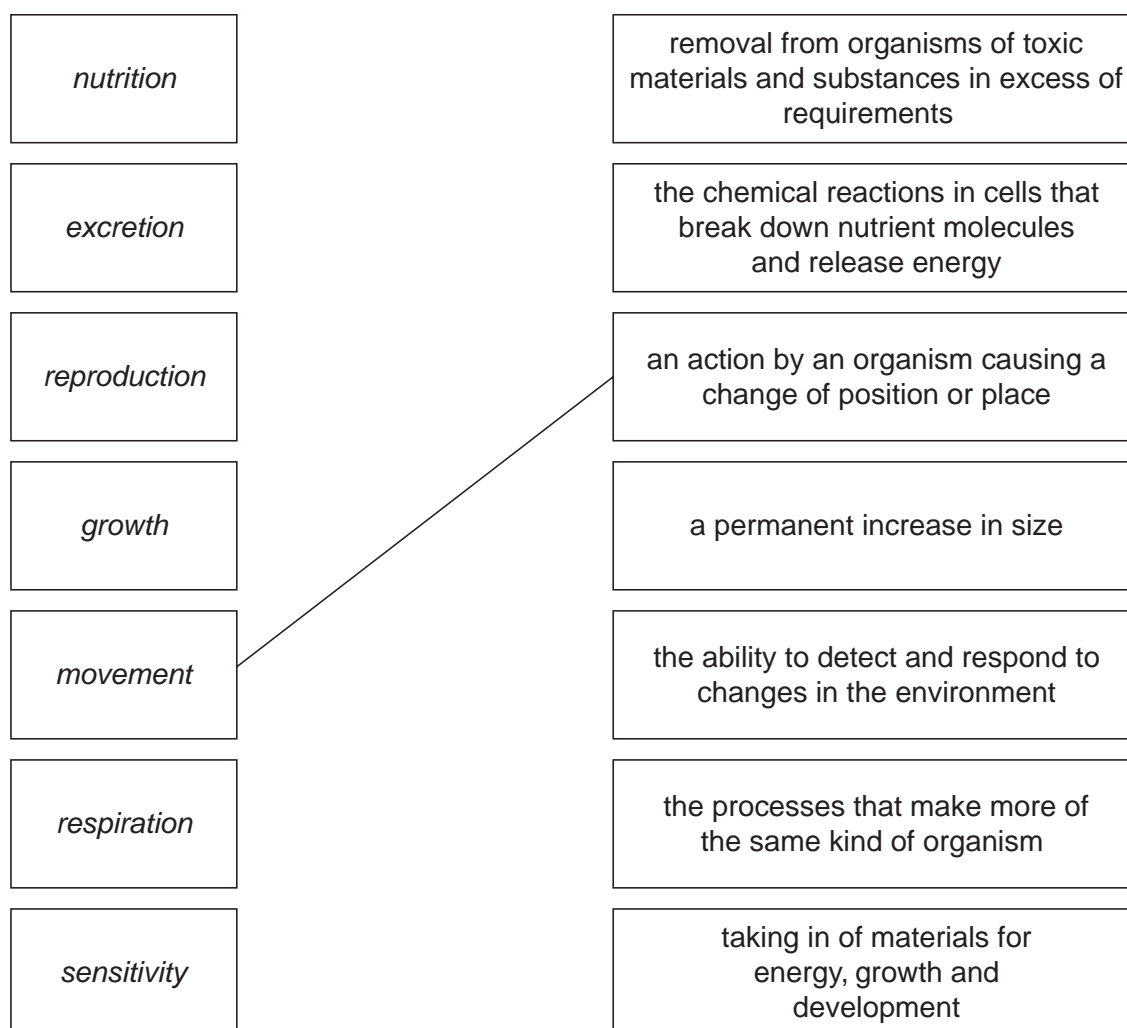 nutrition
removal from organisms of toxic
materials and substances in excess of
requirements
excretion
the chemical reactions in cells that
break down nutrient molecules
and release energy
reproduction
an action by an organism causing a
change of position or place
growth
a permanent increase in size
movement
the ability to detect and respond to
changes in the environment
respiration
the processes that make more of
the same kind of organism
sensitivity
taking in of materials for
energy, growth and
development